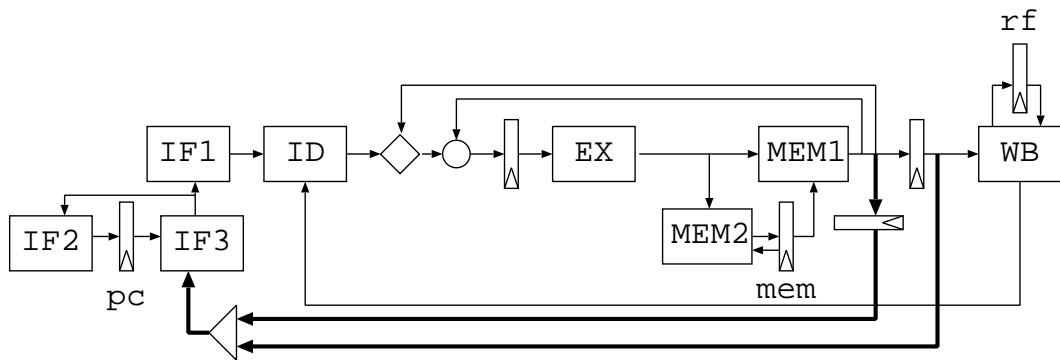 rf
IF1
ID
EX
MEM1
WB
IF2
IF3
MEM2
pc
mem